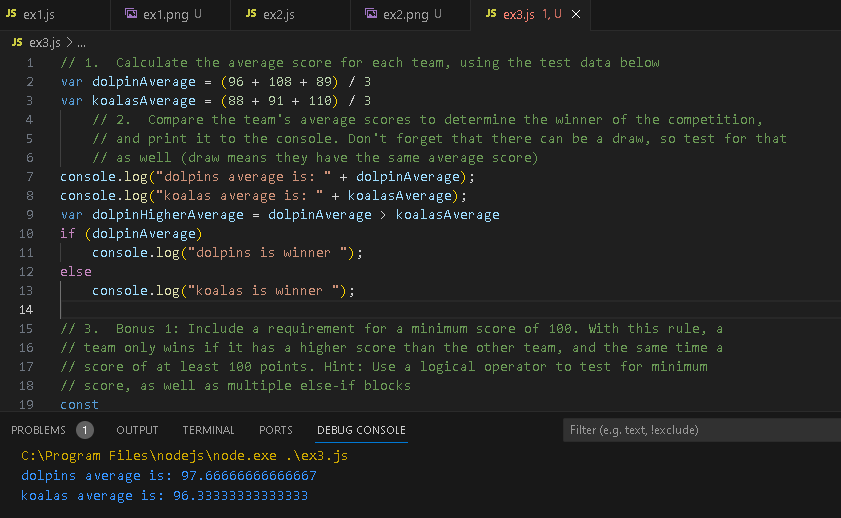 JS ex1.js ex1.png U JS ex2.js ex2.png U JS ex3.js 1, U ×
JS ex3.js > ...
1 // 1.  Calculate the average score for each team, using the test data below
2 var dolpinAverage = (96 + 108 + 89) / 3
3 var koalasAverage = (88 + 91 + 110) / 3
4     // 2.  Compare the team's average scores to determine the winner of the competition,
5     // and print it to the console. Don't forget that there can be a draw, so test for that
6     // as well (draw means they have the same average score)
7 console.log("dolpins average is: " + dolpinAverage);
8 console.log("koalas average is: " + koalasAverage);
9 var dolpinHigherAverage = dolpinAverage > koalasAverage
10 if (dolpinAverage)
11     console.log("dolpins is winner ");
12 else
13     console.log("koalas is winner ");
14
15 // 3.  Bonus 1: Include a requirement for a minimum score of 100. With this rule, a
16 // team only wins if it has a higher score than the other team, and the same time a
17 // score of at least 100 points. Hint: Use a logical operator to test for minimum
18 // score, as well as multiple else-if blocks
19 const
PROBLEMS 1 OUTPUT TERMINAL PORTS DEBUG CONSOLE Filter (e.g. text, !exclude)
C:\Program Files\nodejs\node.exe .\ex3.js
dolpins average is: 97.66666666666667
koalas average is: 96.33333333333333